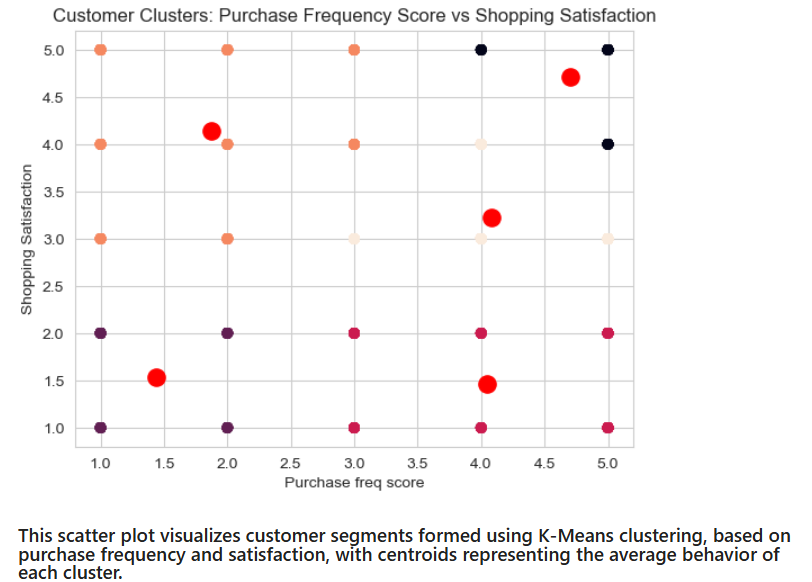 Customer Clusters: Purchase Frequency Score vs Shopping Satisfaction
5.0
4.5
4.0
3.5
3.0
2.5
2.0
1.5
1.0
Shopping Satisfaction
1.0 1.5 2.0 2.5 3.0 3.5 4.0 4.5 5.0
Purchase freq score
This scatter plot visualizes customer segments formed using K-Means clustering, based on
purchase frequency and satisfaction, with centroids representing the average behavior of
each cluster.